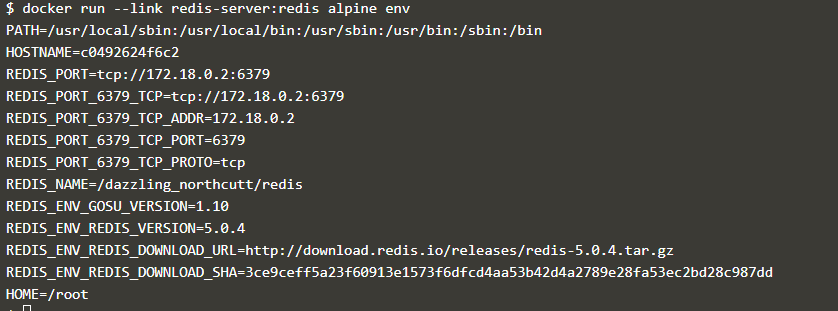 $ docker run --link redis-server:redis alpine env
PATH=/usr/local/sbin:/usr/local/bin:/usr/sbin:/usr/bin:/sbin:/bin
HOSTNAME=c0492624f6c2
REDIS_PORT=tcp://172.18.0.2:6379
REDIS_PORT_6379_TCP=tcp://172.18.0.2:6379
REDIS_PORT_6379_TCP_ADDR=172.18.0.2
REDIS_PORT_6379_TCP_PORT=6379
REDIS_PORT_6379_TCP_PROTO=tcp
REDIS_NAME=/dazzling_northcutt/redis
REDIS_ENV_GOSU_VERSION=1.10
REDIS_ENV_REDIS_VERSION=5.0.4
REDIS_ENV_REDIS_DOWNLOAD_URL=http://download.redis.io/releases/redis-5.0.4.tar.gz
REDIS_ENV_REDIS_DOWNLOAD_SHA=3ce9ceff5a23f60913e1573f6dfcd4aa53b42d4a2789e28fa53ec2bd28c987dd
HOME=/root